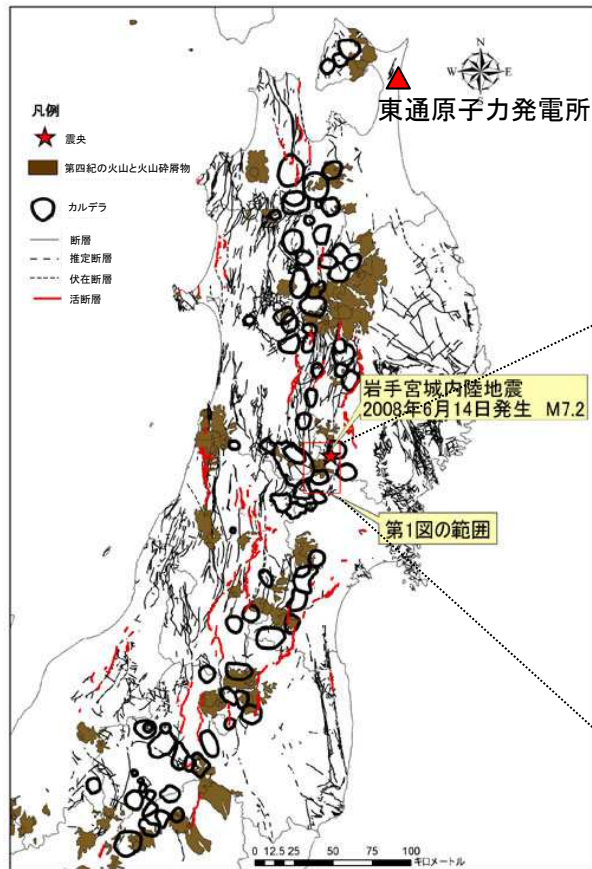 N
W E
S
東通原子力発電所
凡例
震央
第四紀の火山と火山砕屑物
カルデラ
断層
推定断層
伏在断層
活断層
岩手宮城内陸地震
2008年6月14日発生 M7.2
第1図の範囲
0 12.5 25 50 75 100
キロメートル